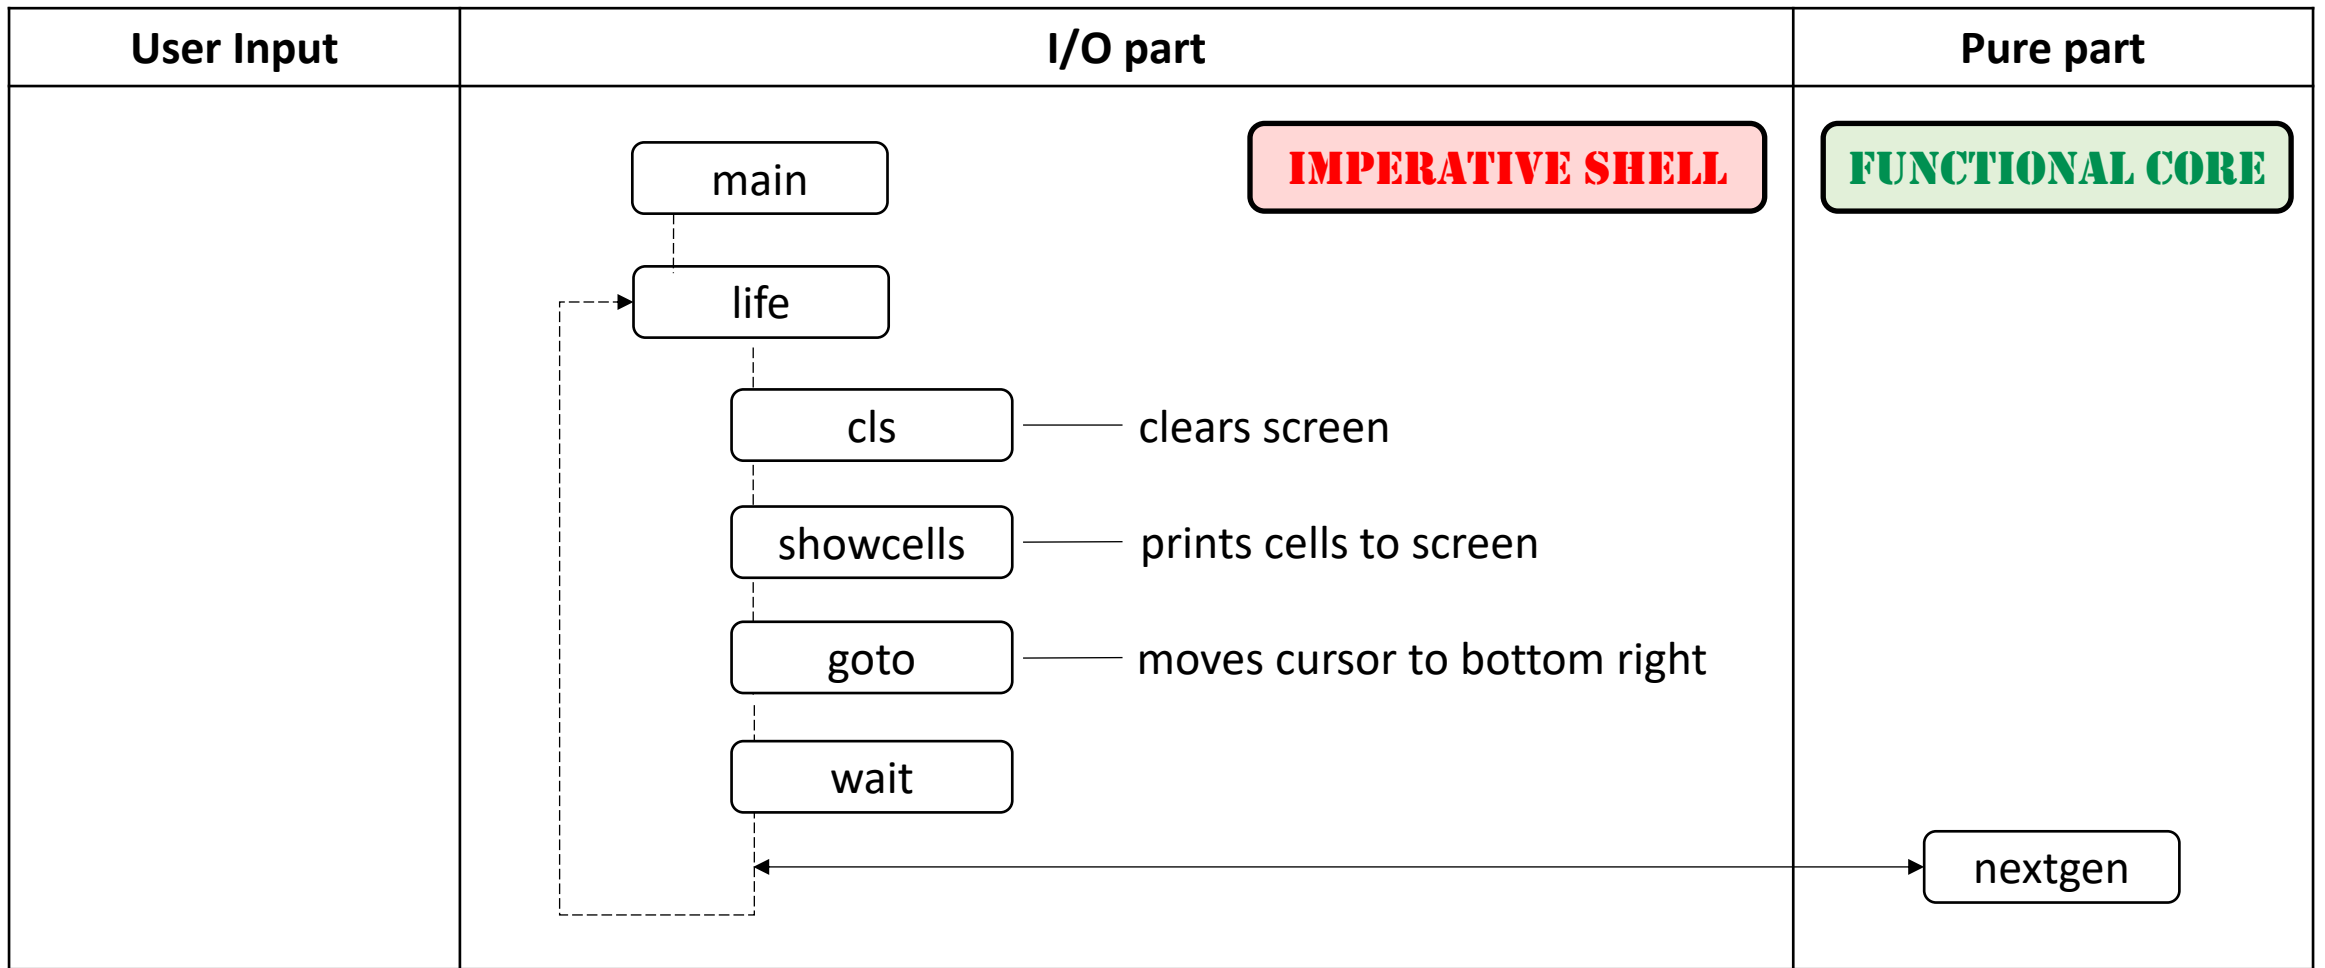 User Input
I/O part
Pure part
IMPERATIVE SHELL
FUNCTIONAL CORE
main
life
cls
clears screen
showcells
prints cells to screen
goto
moves cursor to bottom right
wait
nextgen